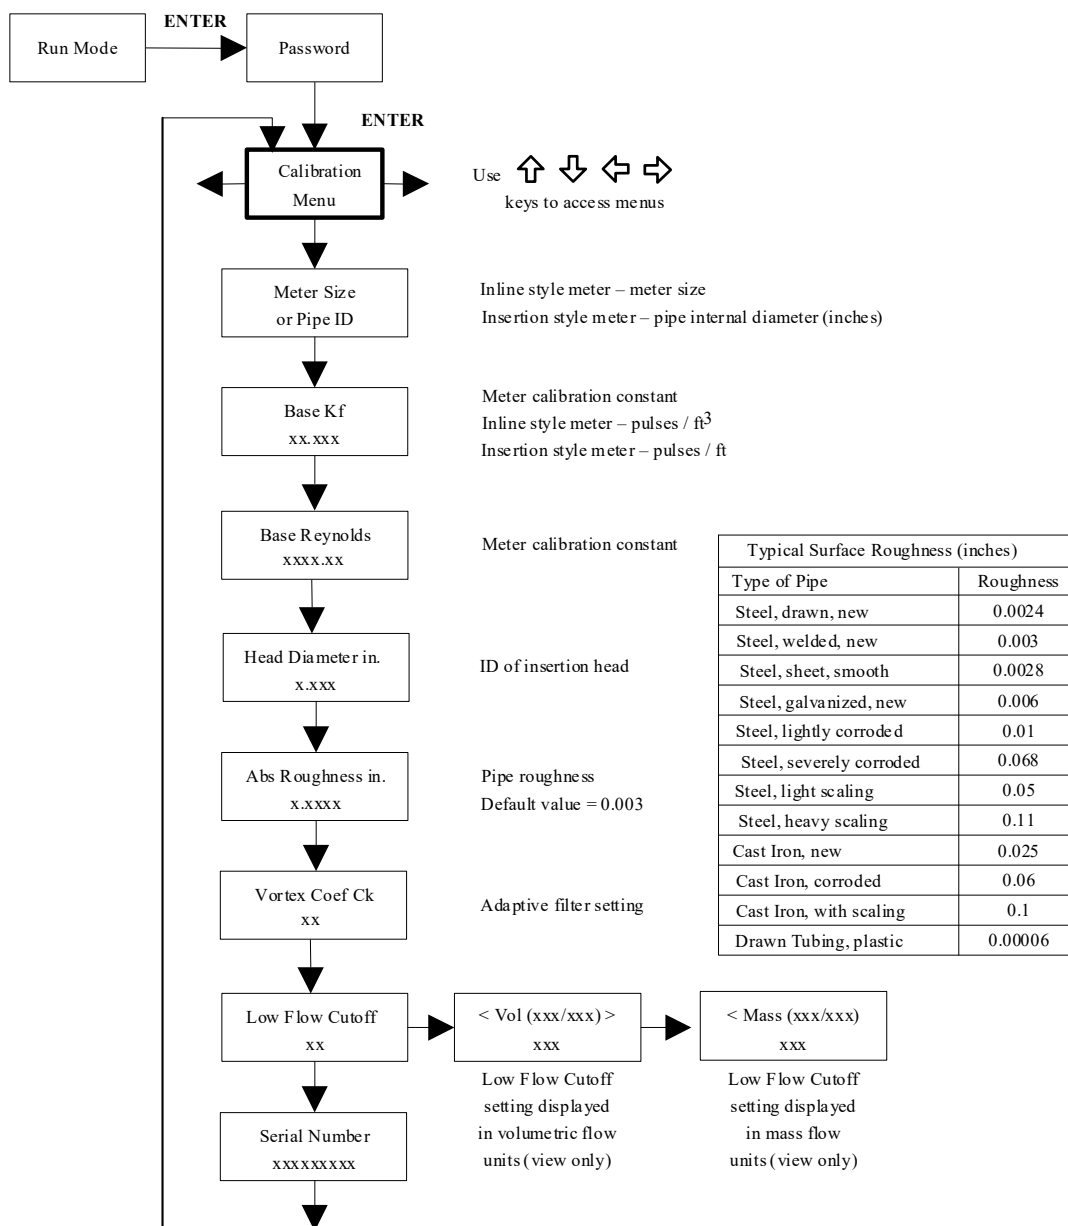 ENTER
Run Mode
Password
ENTER
Calibration
Menu
Use
keys to access menus
Meter Size
or Pipe ID
Inline style meter – meter size
Insertion style meter – pipe internal diameter (inches)
Base Kf
xx.xxx
Meter calibration constant
Inline style meter – pulses / ft3
Insertion style meter – pulses / ft
Base Reynolds
xxxx.xx
Meter calibration constant
Head Diameter in.
x.xxx
ID of insertion head
Abs Roughness in.
x.xxxx
Pipe roughness
Default value = 0.003
Vortex Coef Ck
xx
Adaptive filter setting
Typical Surface Roughness (inches)
Type of Pipe Roughness
Steel, drawn, new 0.0024
Steel, welded, new 0.003
Steel, sheet, smooth 0.0028
Steel, galvanized, new 0.006
Steel, lightly corroded 0.01
Steel, severely corroded 0.068
Steel, light scaling 0.05
Steel, heavy scaling 0.11
Cast Iron, new 0.025
Cast Iron, corroded 0.06
Cast Iron, with scaling 0.1
Drawn Tubing, plastic 0.00006
Low Flow Cutoff
xx
< Vol (xxx/xxx) >
xxx
< Mass (xxx/xxx)
xxx
Low Flow Cutoff
setting displayed
in volumetric flow
units (view only)
Low Flow Cutoff
setting displayed
in mass flow
units (view only)
Serial Number
xxxxxxxxx